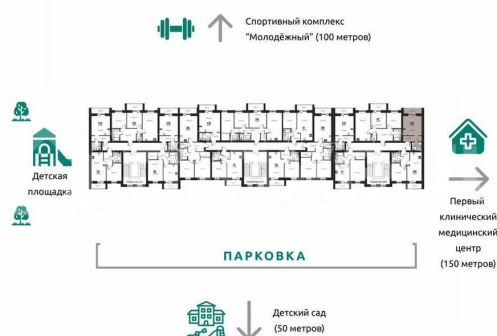 Спортивный комплекс
"Молодёжный" (100 метров)
Детская
площадка
Первый
клинический
медицинский
центр
(150 метров)
ПАРКОВКА
Детский сад
(50 метров)